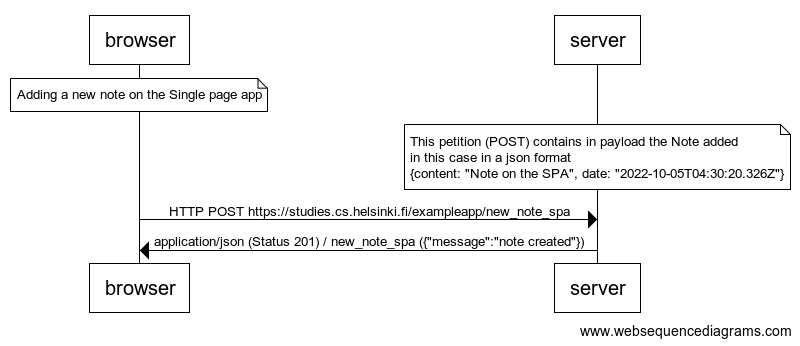 browser
server
Adding a new note on the Single page app
This petition (POST) contains in payload the Note added
in this case in a json format
{content: "Note on the SPA", date: "2022-10-05T04:30:20.326Z"}
HTTP POST https://studies.cs.helsinki.fi/exampleapp/new_note_spa
application/json (Status 201) / new_note_spa ({"message":"note created"})
browser
server
www.websequencediagrams.com